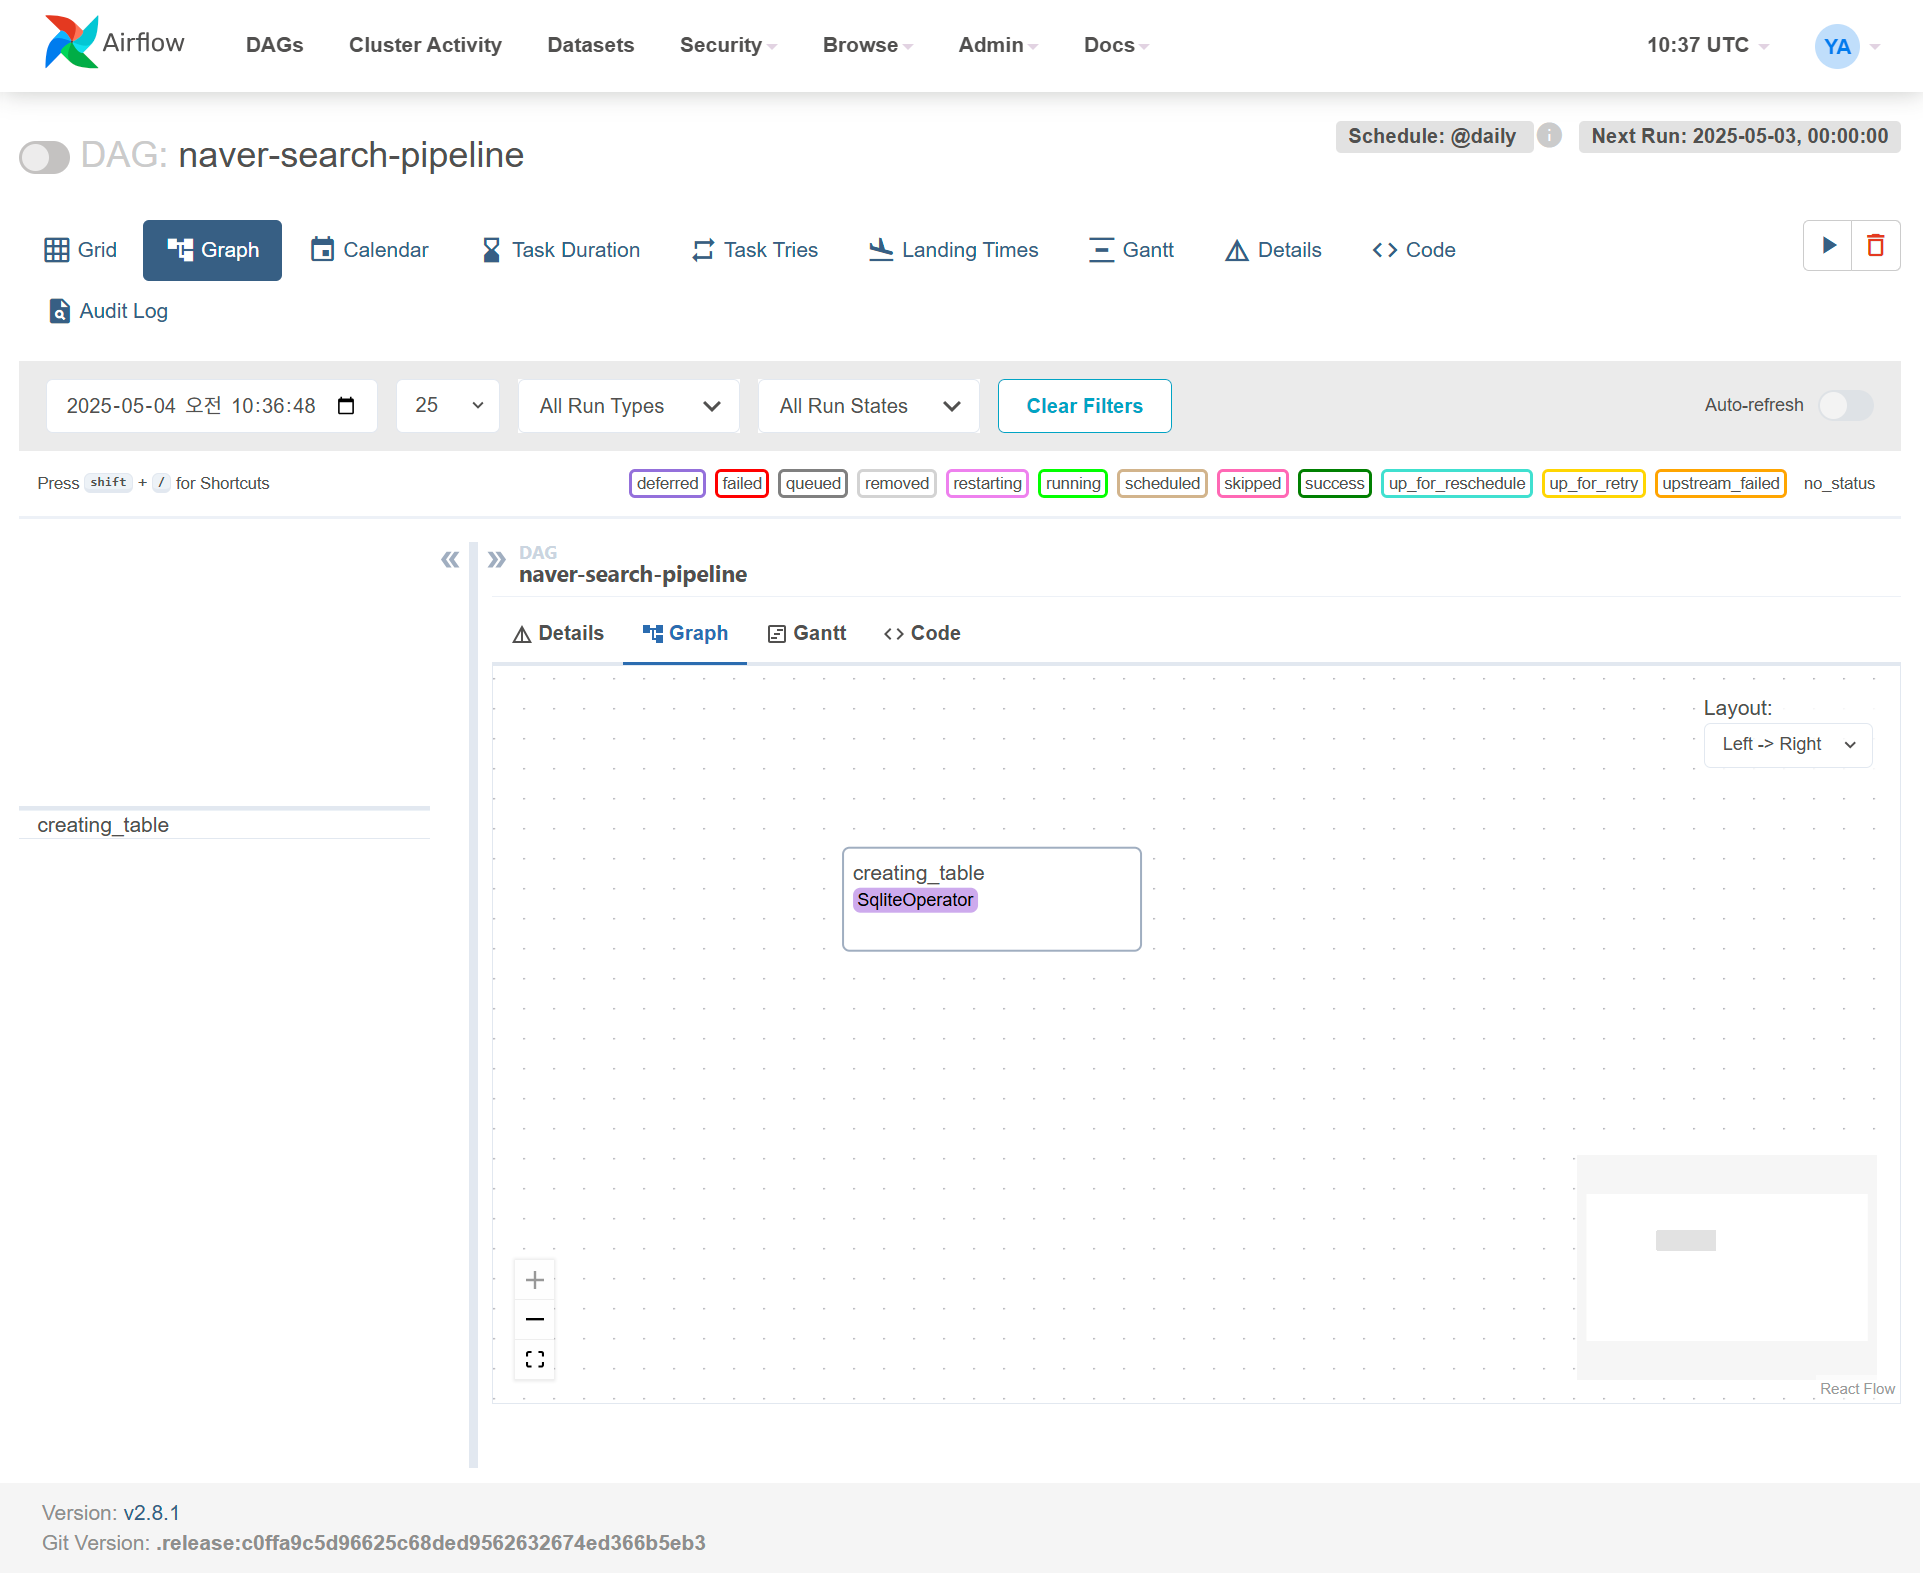 Airflow
DAGs Cluster Activity Datasets Security Browse Admin Docs 10:37 UTC YA
DAG: naver-search-pipeline
Schedule: @daily i Next Run: 2025-05-03, 00:00:00
Grid Graph Calendar Task Duration Task Tries Landing Times Gantt Details Code
Audit Log
2025-05-04 오전 10:36:48 25 All Run Types All Run States Clear Filters Auto-refresh
Press shift + / for Shortcuts deferred failed queued removed restarting running scheduled skipped success up_for_reschedule up_for_retry upstream_failed no_status
DAG
naver-search-pipeline
Details Graph Gantt Code
Layout:
Left -> Right
creating_table
creating_table
SqliteOperator
React Flow
Version: v2.8.1
Git Version: .release:c0ffa9c5d96625c68ded9562632674ed366b5eb3